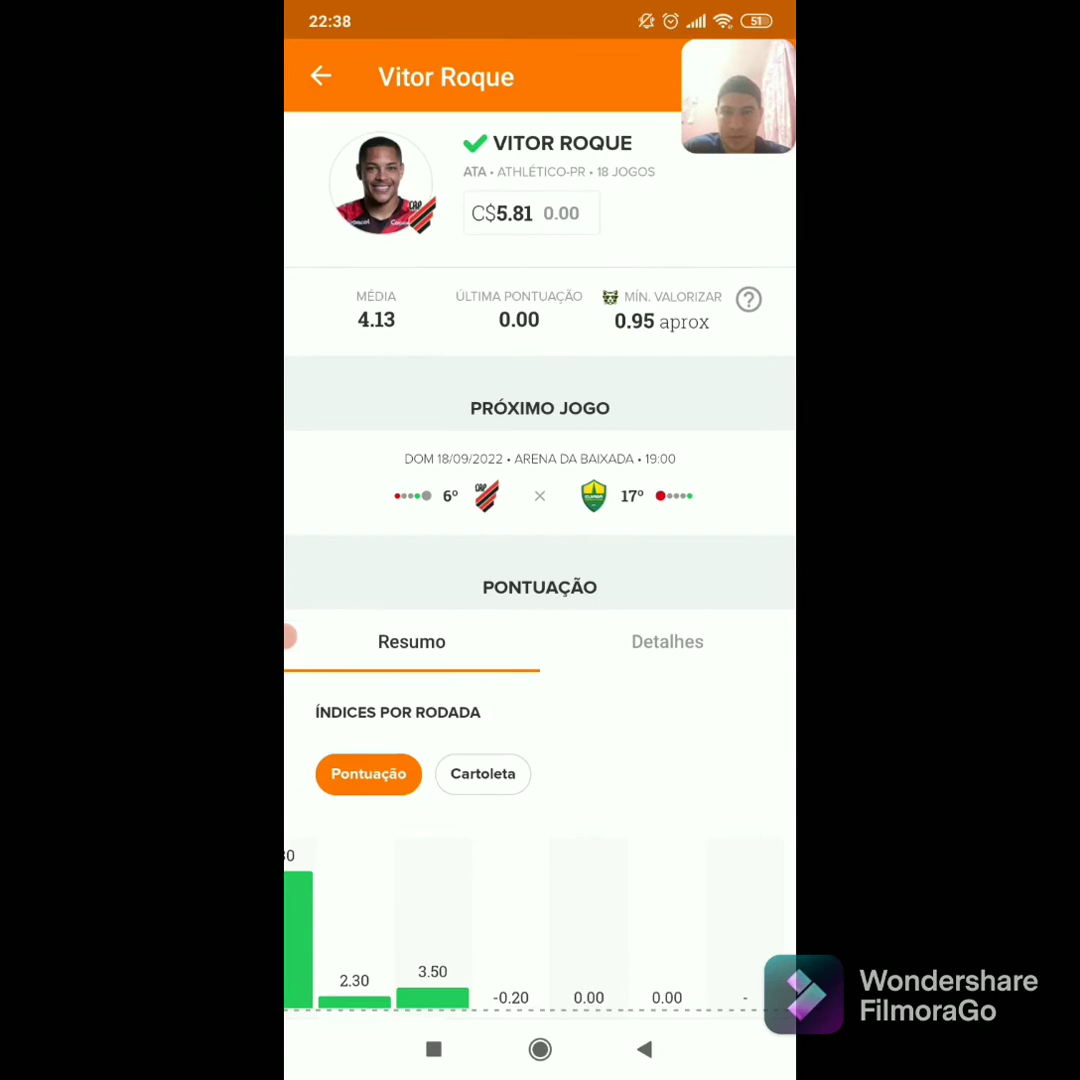 22:38
51
Vitor Roque
VITOR ROQUE
ATA • ATHLÉTICO-PR • 18 JOGOS
C$5.81 0.00
MÉDIA
4.13
ÚLTIMA PONTUAÇÃO
0.00
MÍN. VALORIZAR
0.95 aprox
?
PRÓXIMO JOGO
DOM 18/09/2022 • ARENA DA BAIXADA • 19:00
6º CAP × 17º
PONTUAÇÃO
Resumo Detalhes
ÍNDICES POR RODADA
Pontuação Cartoleta
30
2.30
3.50
-0.20
0.00
0.00
-
Wondershare
FilmoraGo